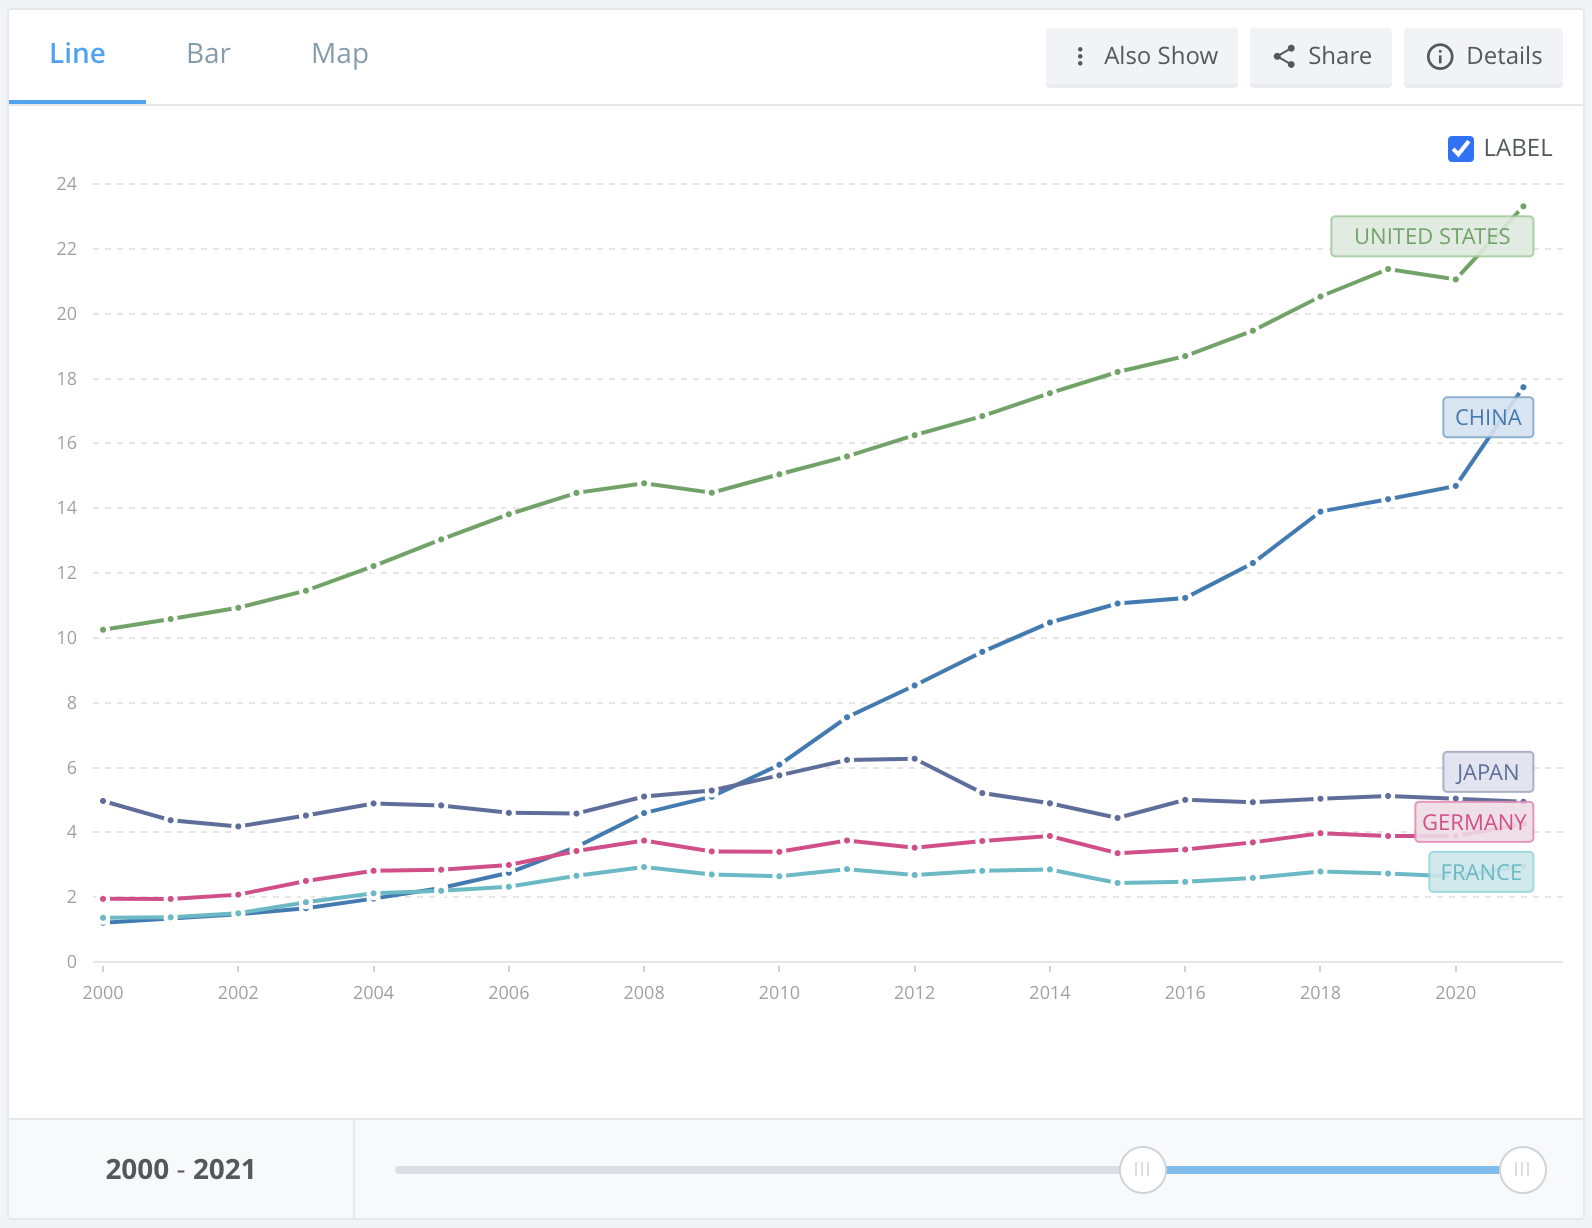 Line Bar Map Also Show Share Details
LABEL
24
22
20
18
16
14
12
10
8
6
4
2
0
UNITED STATES
CHINA
JAPAN
GERMANY
FRANCE
2000 2002 2004 2006 2008 2010 2012 2014 2016 2018 2020
2000 - 2021